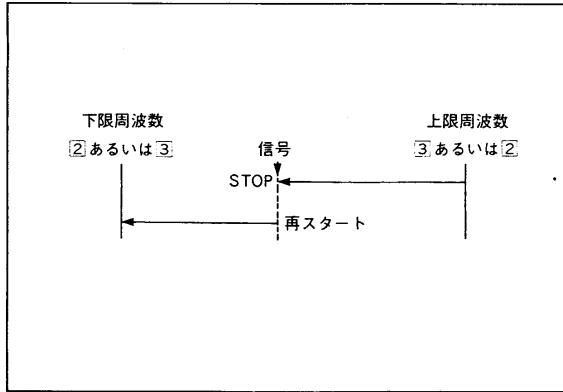 下限周波数
2あるいは3
信号
上限周波数
3あるいは2
STOP
再スタート